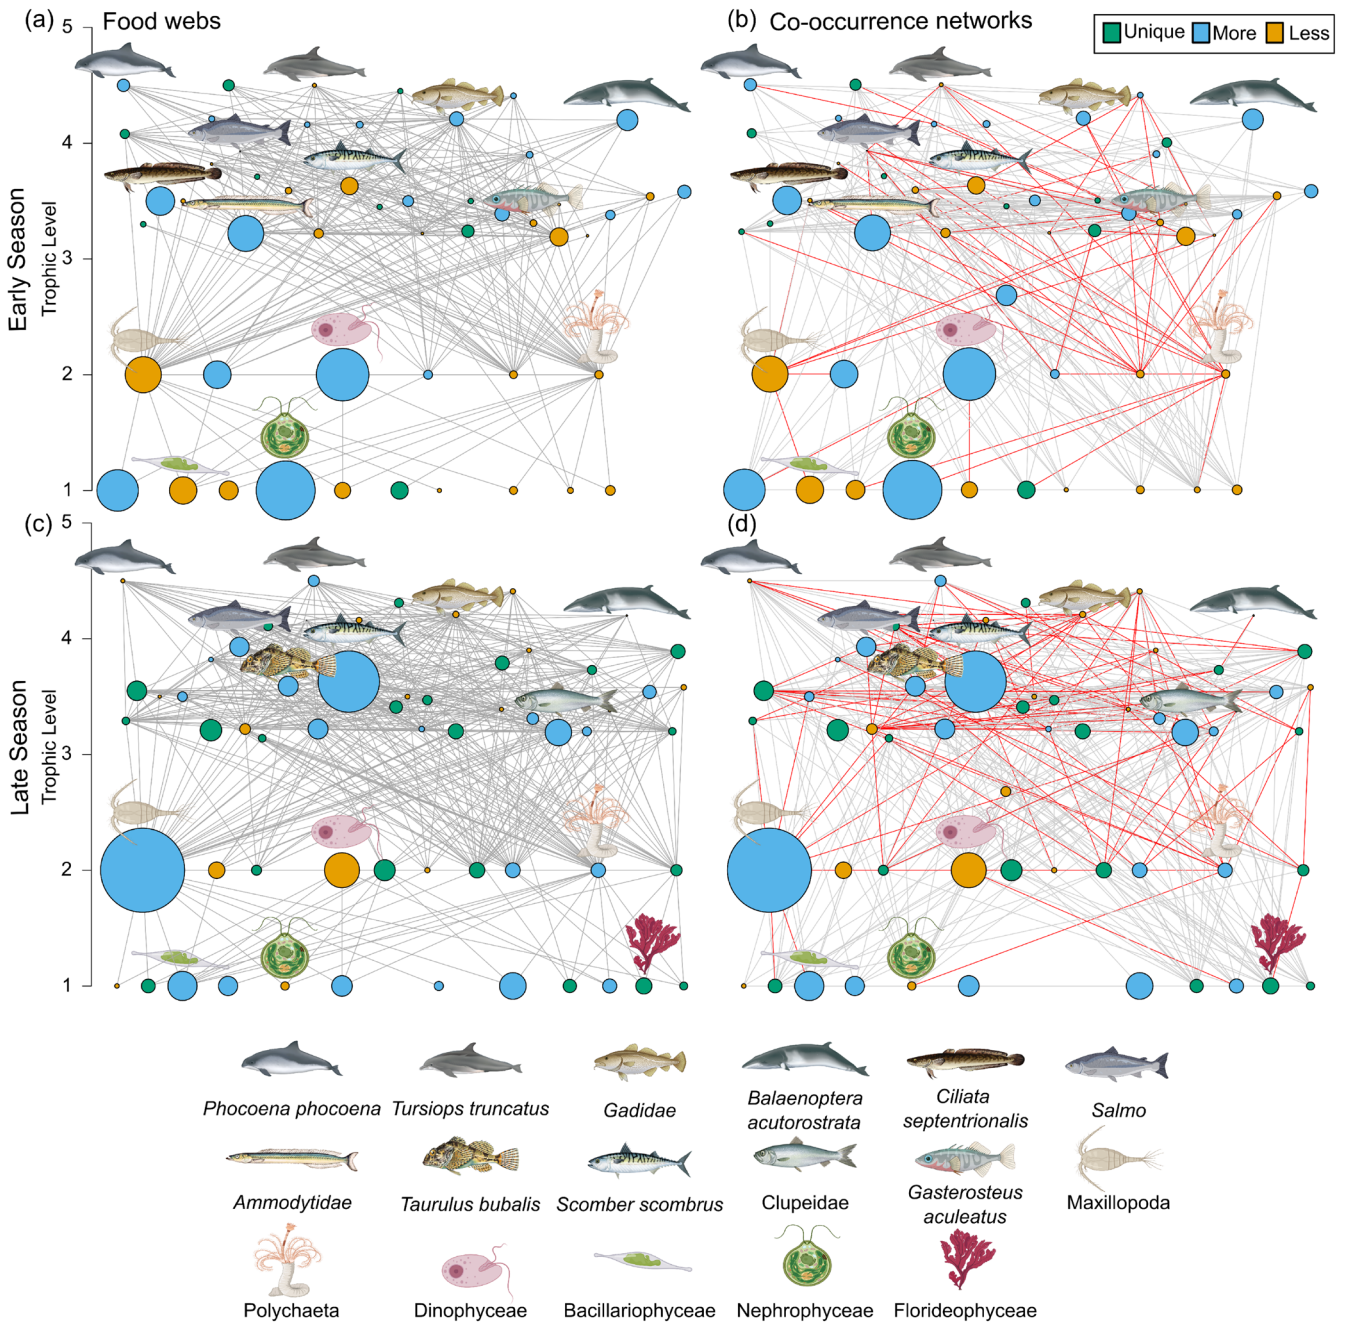 (a) Food webs
(b) Co-occurrence networks
Unique More Less
Early Season
Trophic Level
5
4
3
2
1
(c)
(d)
Late Season
Trophic Level
5
4
3
2
1
Phocoena phocoena
Tursiops truncatus
Gadidae
Balaenoptera
acutorostrata
Ciliata
septentrionalis
Salmo
Ammodytidae
Taurulus bubalis
Scomber scombrus
Clupeidae
Gasterosteus
aculeatus
Maxillopoda
Polychaeta
Dinophyceae
Bacillariophyceae
Nephrophyceae
Florideophyceae